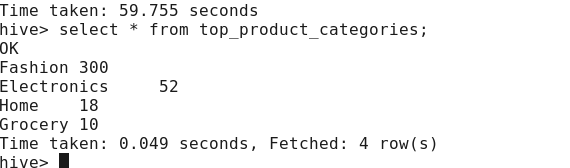 Time taken: 59.755 seconds
hive> select * from top_product_categories;
OK
Fashion 300
Electronics     52
Home    18
Grocery 10
Time taken: 0.049 seconds, Fetched: 4 row(s)
hive>